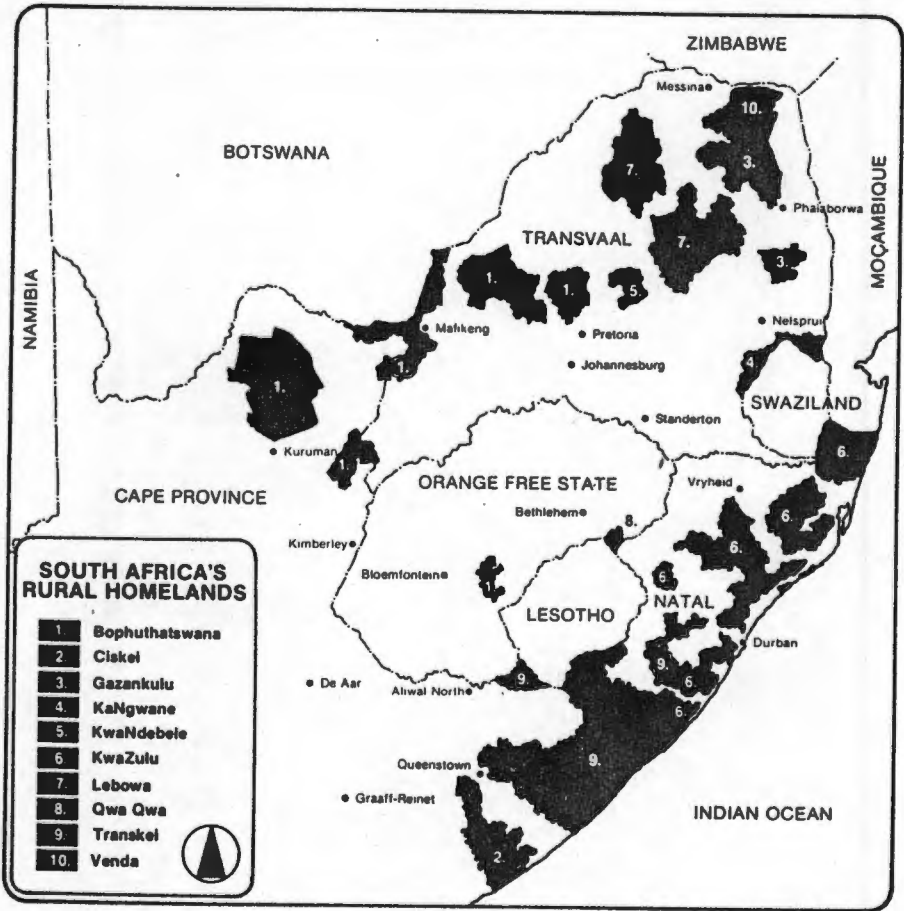 ZIMBABWE
Messina
10.
BOTSWANA
7.
3.
Phalaborwa
MOÇAMBIQUE
TRANSVAAL
7.
3.
1.
1.
5.
NAMIBIA
Mafikeng
Pretoria
Nelspruit
1.
Johannesburg
4.
1.
SWAZILAND
Standerton
Kuruman
1.
6.
ORANGE FREE STATE
Vryheid
CAPE PROVINCE
Bethlehem
8.
6.
Kimberley
6.
Bloemfontein
1.
6.
LESOTHO
NATAL
Durban
9.
6.
De Aar
Aliwal North
9.
6.
Queenstown
9.
Graaff-Reinet
INDIAN OCEAN
2.
SOUTH AFRICA'S
RURAL HOMELANDS
1. Bophuthatswana
2. Ciskei
3. Gazankulu
4. KaNgwane
5. KwaNdebele
6 KwaZulu
7. Lebowa
8. Qwa Qwa
9. Transkei
10. Venda